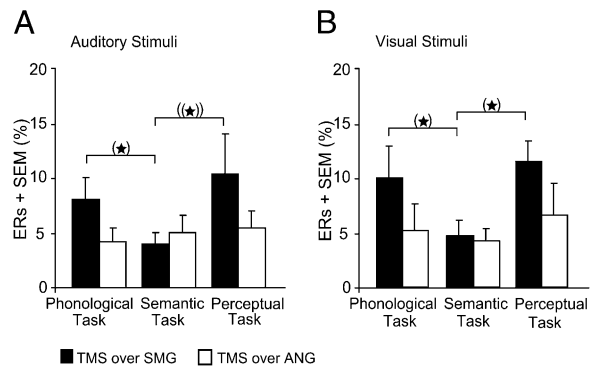 A
Auditory Stimuli
ERs + SEM (%)
20
15
10
5
0
(★)
((★))
Phonological Task
Semantic Task
Perceptual Task
B
Visual Stimuli
ERs + SEM (%)
20
15
10
5
0
(★)
(★)
Phonological Task
Semantic Task
Perceptual Task
TMS over SMG
TMS over ANG